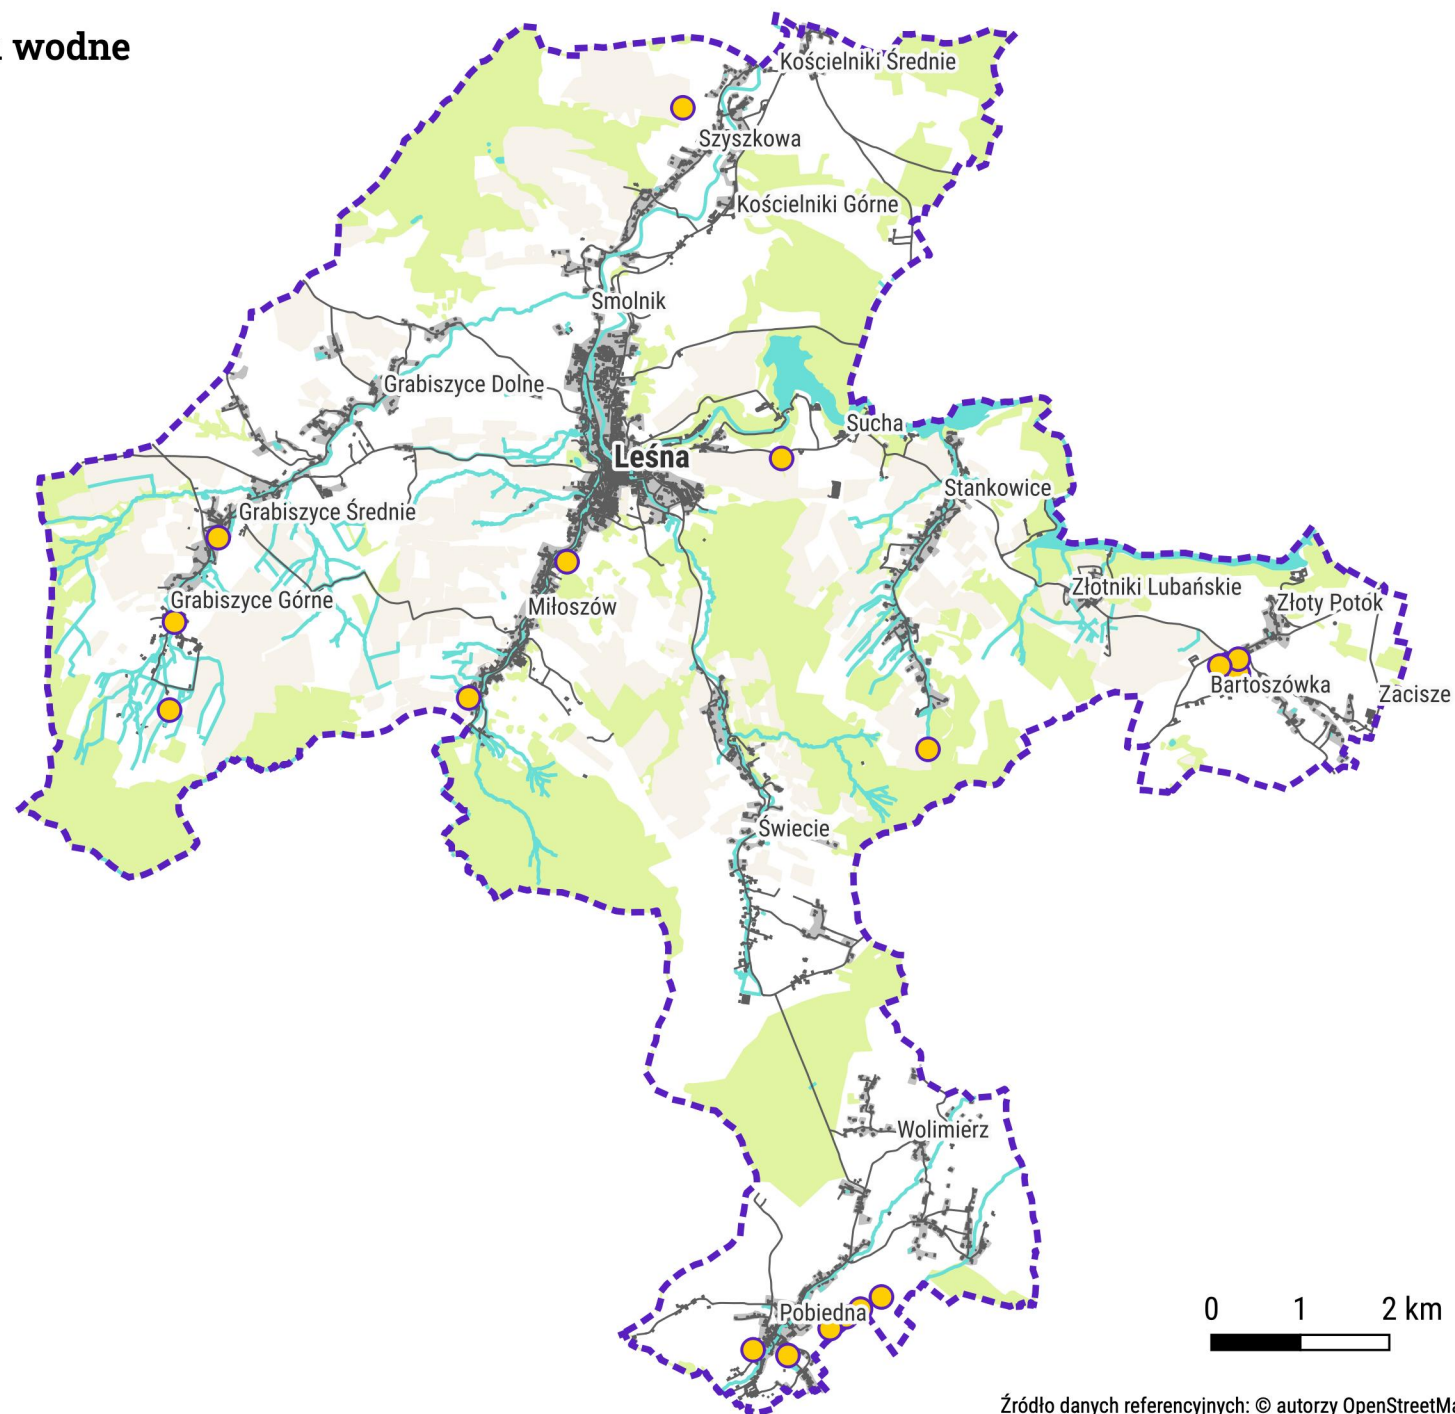 wodne
Kościelniki Średnie
Szyszkowa
Kościelniki Górne
Smolnik
Grabiszyce Dolne
Sucha
Leśna
Stankowice
Grabiszyce Średnie
Złotniki Lubańskie
Grabiszyce Górne
Złoty Potok
Miłoszów
Bartoszówka
Zacisze
Świecie
Wolimierz
Pobiedna
0 1 2 km
Źródło danych referencyjnych: © autorzy OpenStreetMa